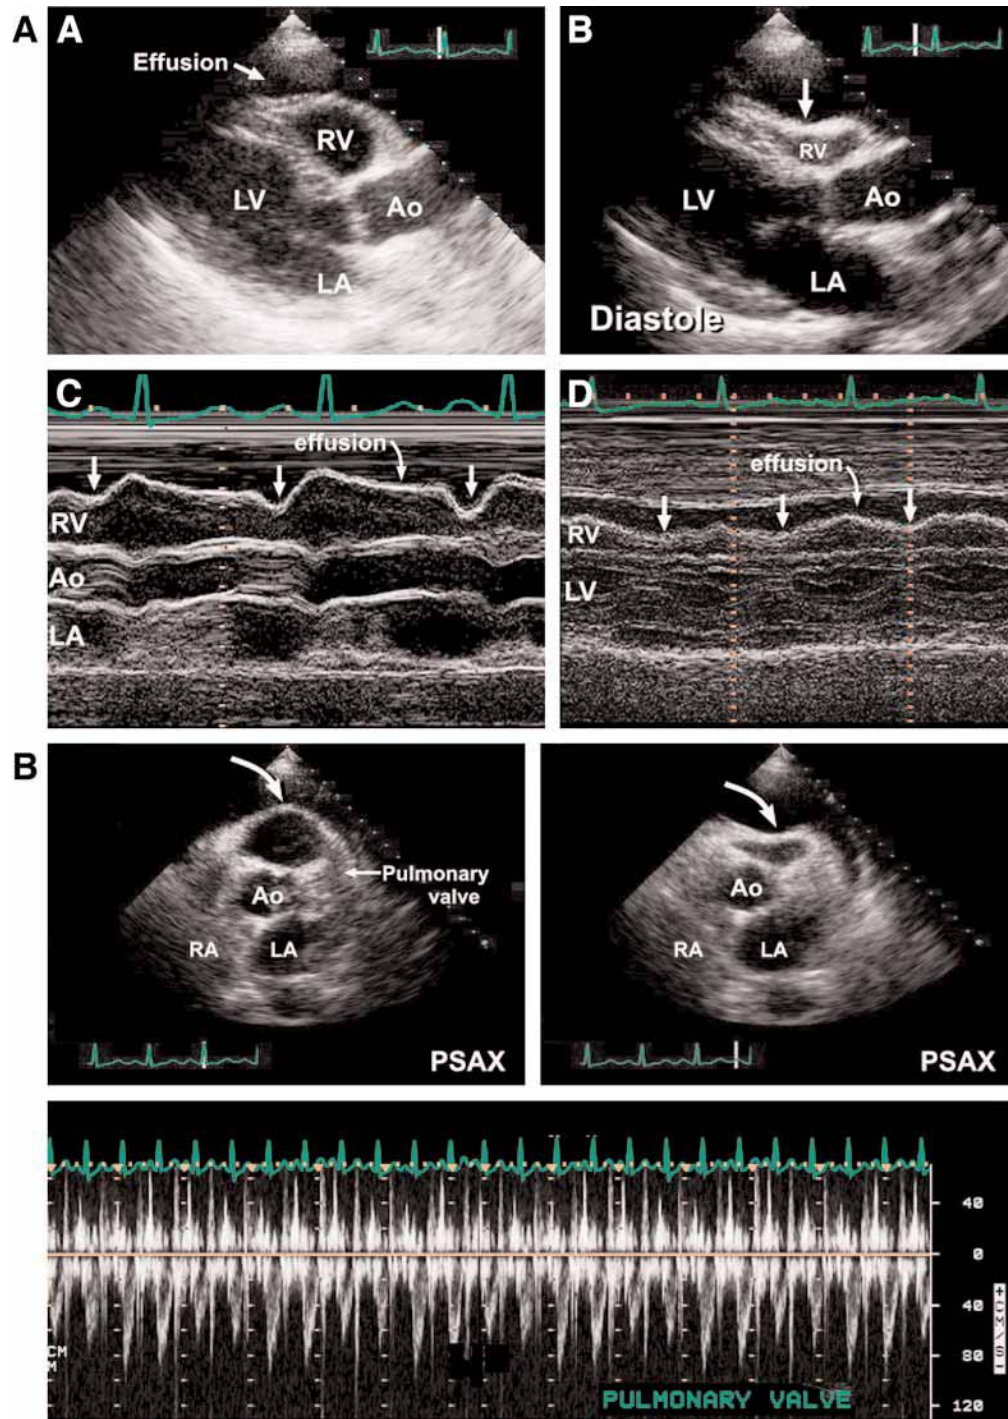 A
A
Effusion
RV
LV
Ao
LA
B
RV
LV
Ao
LA
Diastole
C
effusion
RV
Ao
LA
D
effusion
RV
LV
B
Pulmonary
valve
Ao
RA
LA
PSAX
Ao
RA
LA
PSAX
40
0
40
80
120
CM
PULMONARY VALVE